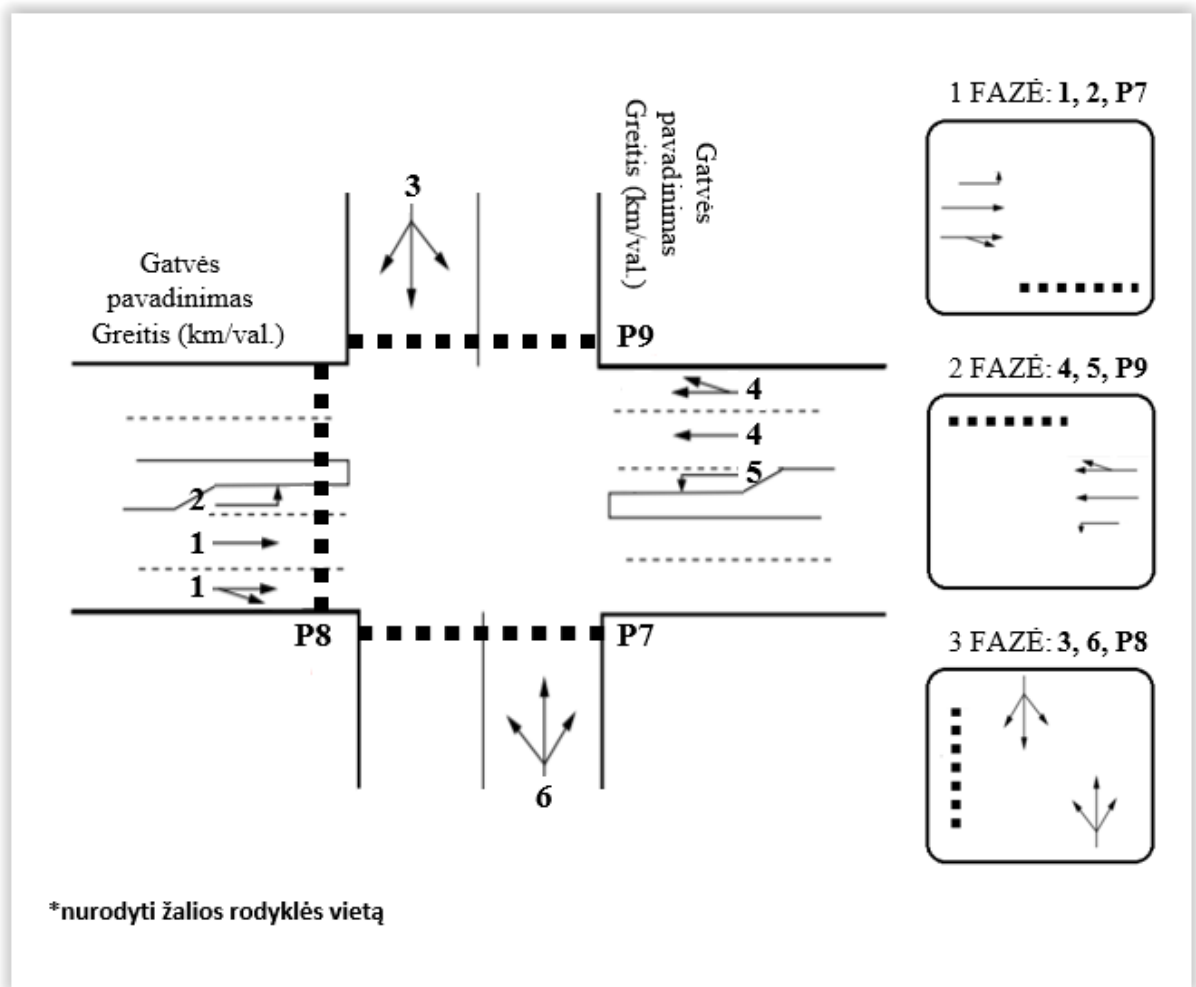 1 FAZĖ: 1, 2, P7
3
Gatvės
pavadinimas
Greitis (km/val.)
Gatvės
pavadinimas
Greitis (km/val.)
P9
2 FAZĖ: 4, 5, P9
4
4
5
2
1
1
P8
P7
3 FAZĖ: 3, 6, P8
6
*nurodyti žalios rodyklės vietą